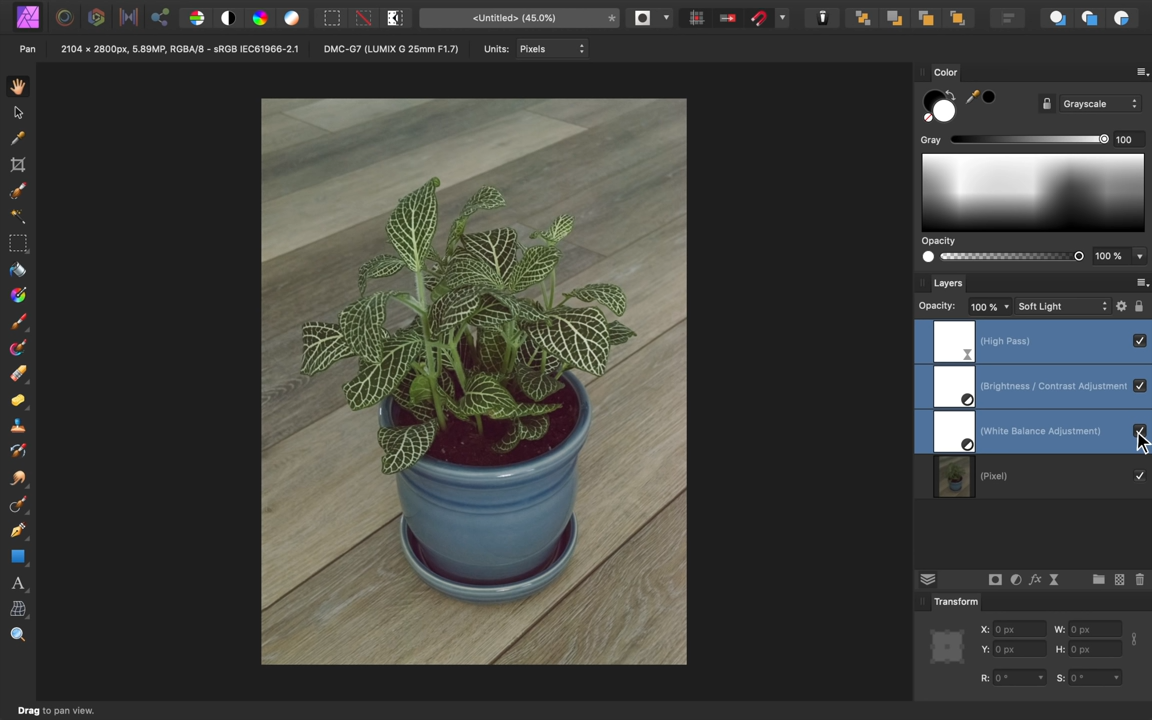 <Untitled> (45.0%)
*
Pan
2104 × 2800px, 5.89MP, RGBA/8 - sRGB IEC61966-2.1
DMC-G7 (LUMIX G 25mm F1.7)
Units:
Pixels
Color
Grayscale
Gray
100
Opacity
100 %
Layers
Opacity:
100 %
Soft Light
(High Pass)
(Brightness / Contrast Adjustment
(White Balance Adjustment)
(Pixel)
fx
Transform
X: 0 px W: 0 px
Y: 0 px H: 0 px
R: 0 ° S: 0 °
A
Drag to pan view.